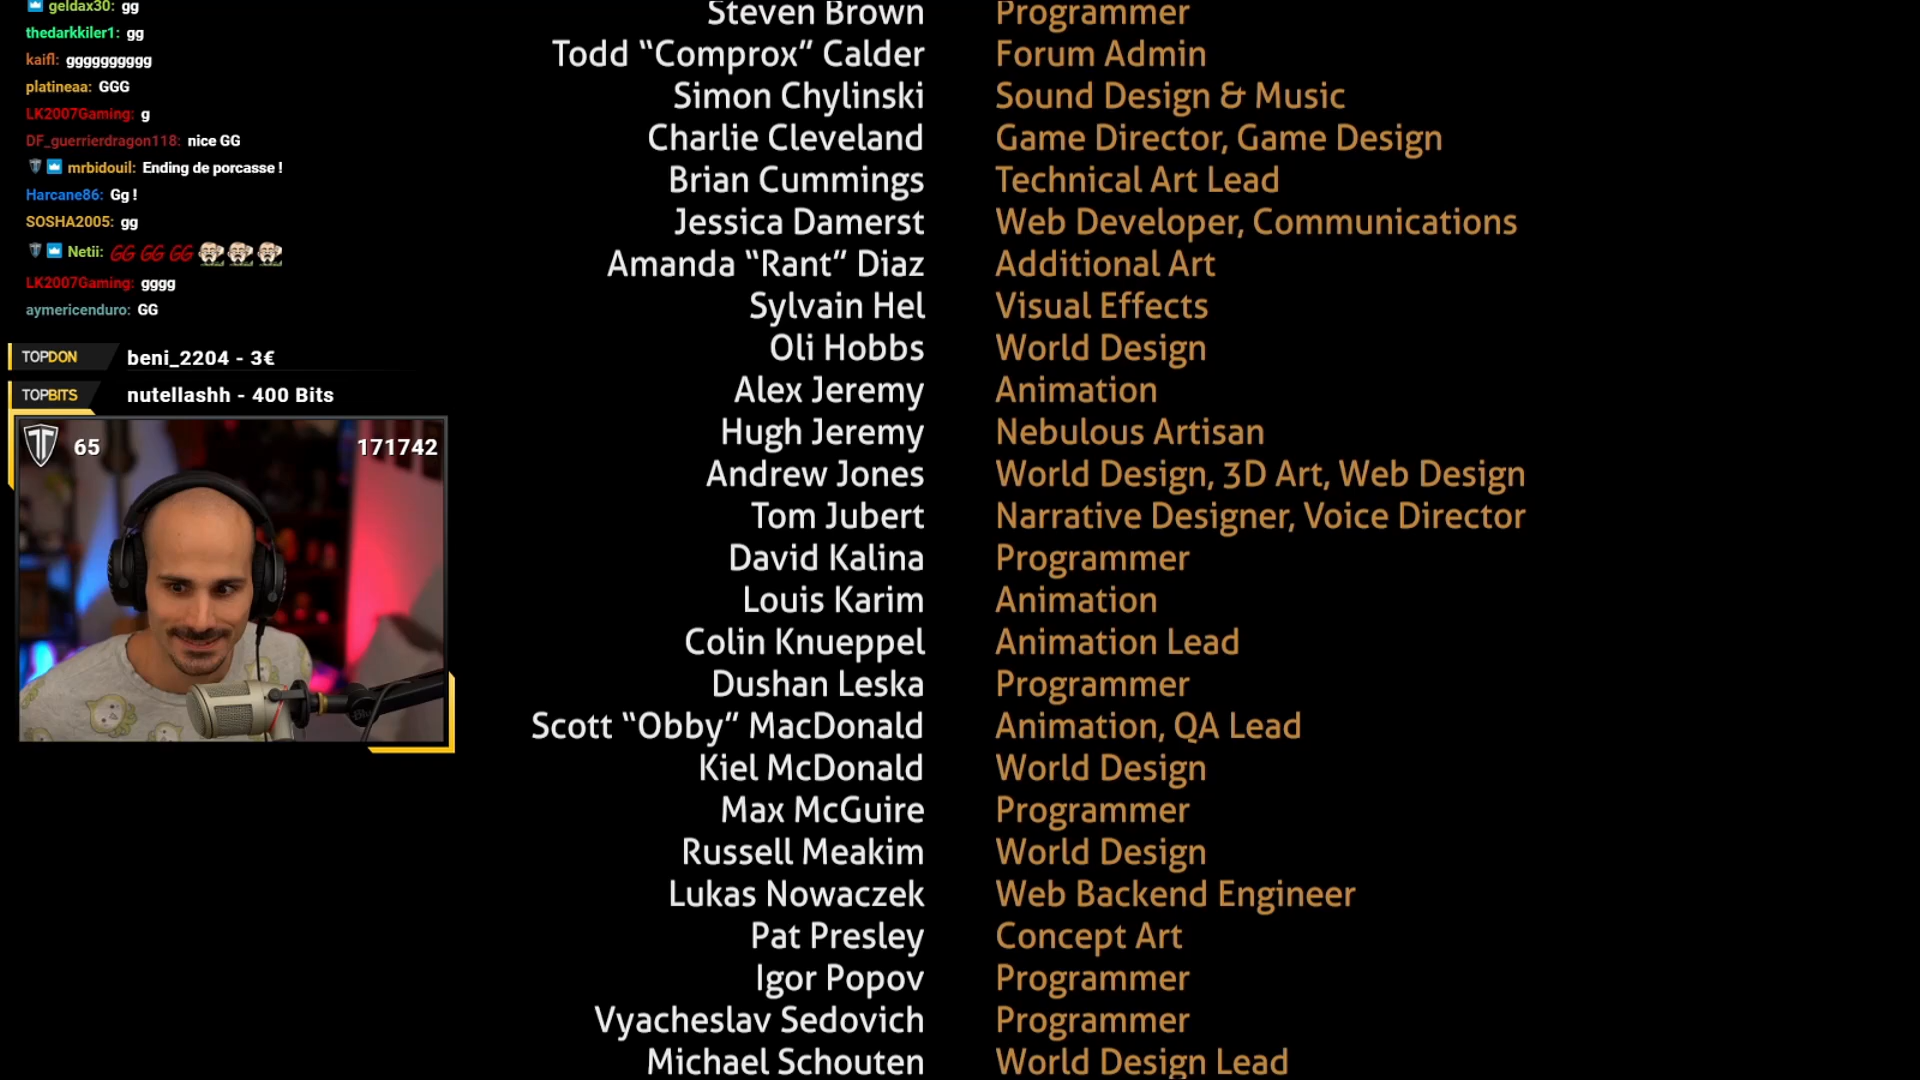 geldax30: gg
thedarkkiler1: gg
kaifl: gggggggggg
platineaa: GGG
LK2007Gaming: g
DF_guerrierdragon118: nice GG
mrbidouil: Ending de porcasse !
Harcane86: Gg !
SOSHA2005: gg
Netii: GG GG GG
LK2007Gaming: gggg
aymericenduro: GG
TOPDON beni_2204 - 3€
TOPBITS nutellashh - 400 Bits
65 171742
Steven Brown Programmer
Todd “Comprox” Calder Forum Admin
Simon Chylinski Sound Design & Music
Charlie Cleveland Game Director, Game Design
Brian Cummings Technical Art Lead
Jessica Damerst Web Developer, Communications
Amanda “Rant” Diaz Additional Art
Sylvain Hel Visual Effects
Oli Hobbs World Design
Alex Jeremy Animation
Hugh Jeremy Nebulous Artisan
Andrew Jones World Design, 3D Art, Web Design
Tom Jubert Narrative Designer, Voice Director
David Kalina Programmer
Louis Karim Animation
Colin Knueppel Animation Lead
Dushan Leska Programmer
Scott “Obby” MacDonald Animation, QA Lead
Kiel McDonald World Design
Max McGuire Programmer
Russell Meakim World Design
Lukas Nowaczek Web Backend Engineer
Pat Presley Concept Art
Igor Popov Programmer
Vyacheslav Sedovich Programmer
Michael Schouten World Design Lead